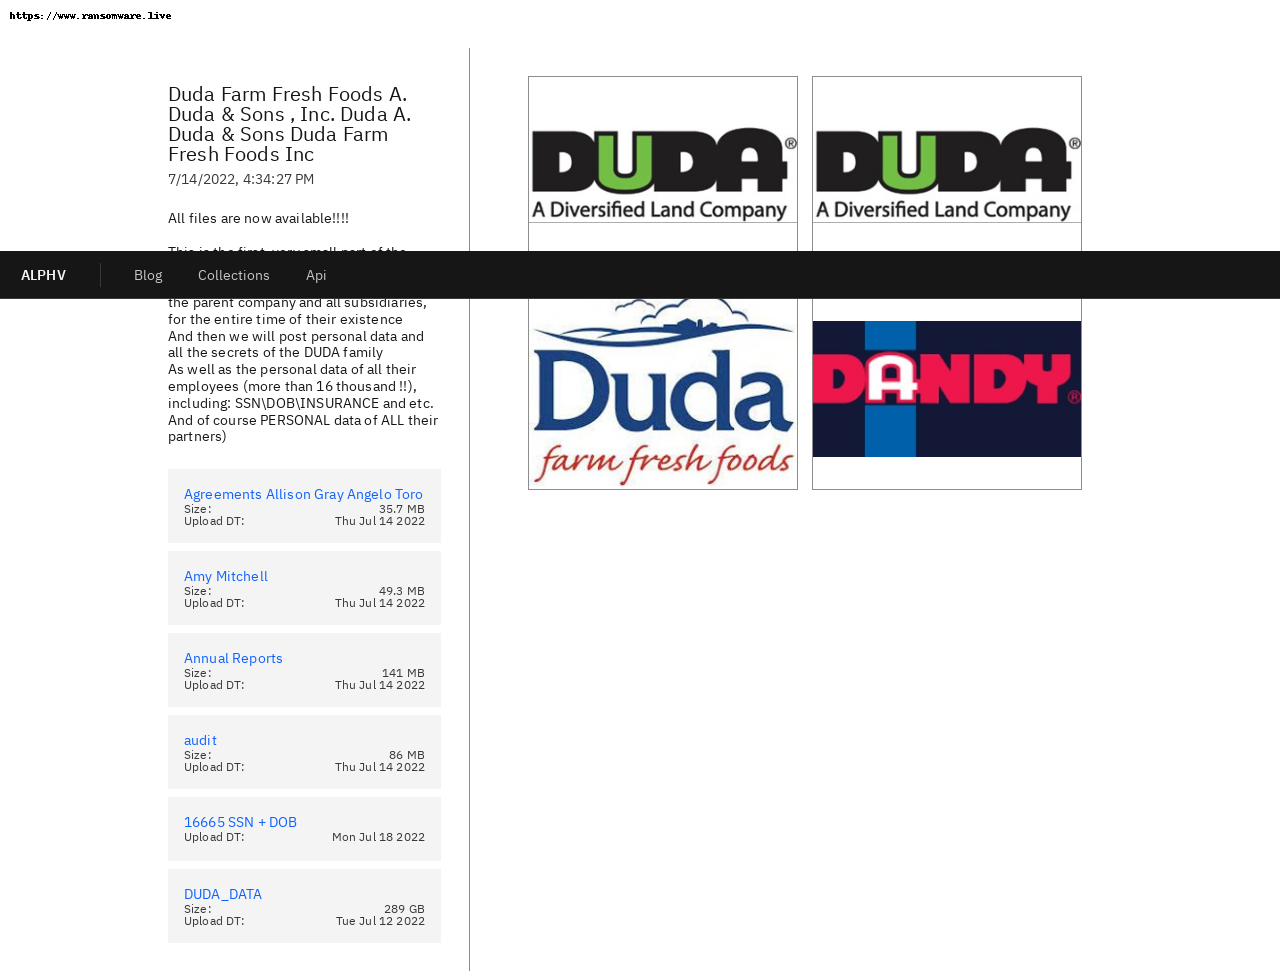 https://www.ransomware.live
Duda Farm Fresh Foods A.
Duda & Sons , Inc. Duda A.
Duda & Sons Duda Farm
Fresh Foods Inc
7/14/2022, 4:34:27 PM
All files are now available!!!!
This is the first, very small part of the
ALPHV
Blog
Collections
Api
the parent company and all subsidiaries,
for the entire time of their existence
And then we will post personal data and
all the secrets of the DUDA family
As well as the personal data of all their
employees (more than 16 thousand !!),
including: SSN\DOB\INSURANCE and etc.
And of course PERSONAL data of ALL their
partners)
Agreements Allison Gray Angelo Toro
Size: 35.7 MB
Upload DT: Thu Jul 14 2022
Amy Mitchell
Size: 49.3 MB
Upload DT: Thu Jul 14 2022
Annual Reports
Size: 141 MB
Upload DT: Thu Jul 14 2022
audit
Size: 86 MB
Upload DT: Thu Jul 14 2022
16665 SSN + DOB
Upload DT: Mon Jul 18 2022
DUDA_DATA
Size: 289 GB
Upload DT: Tue Jul 12 2022
DUDA®
A Diversified Land Company
DUDA®
A Diversified Land Company
Duda
farm fresh foods
DANDY®